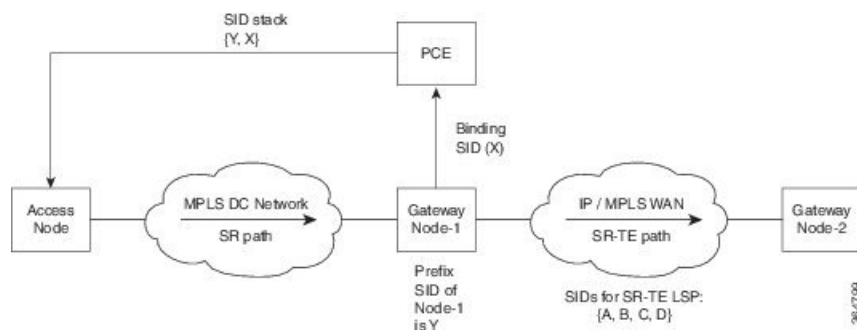 SID stack
{Y, X}
PCE
Binding
SID (X)
Access
Node
MPLS DC Network
SR path
Gateway
Node-1
IP / MPLS WAN
SR-TE path
Gateway
Node-2
Prefix
SID of
Node-1
is Y
SIDs for SR-TE LSP:
{A, B, C, D}